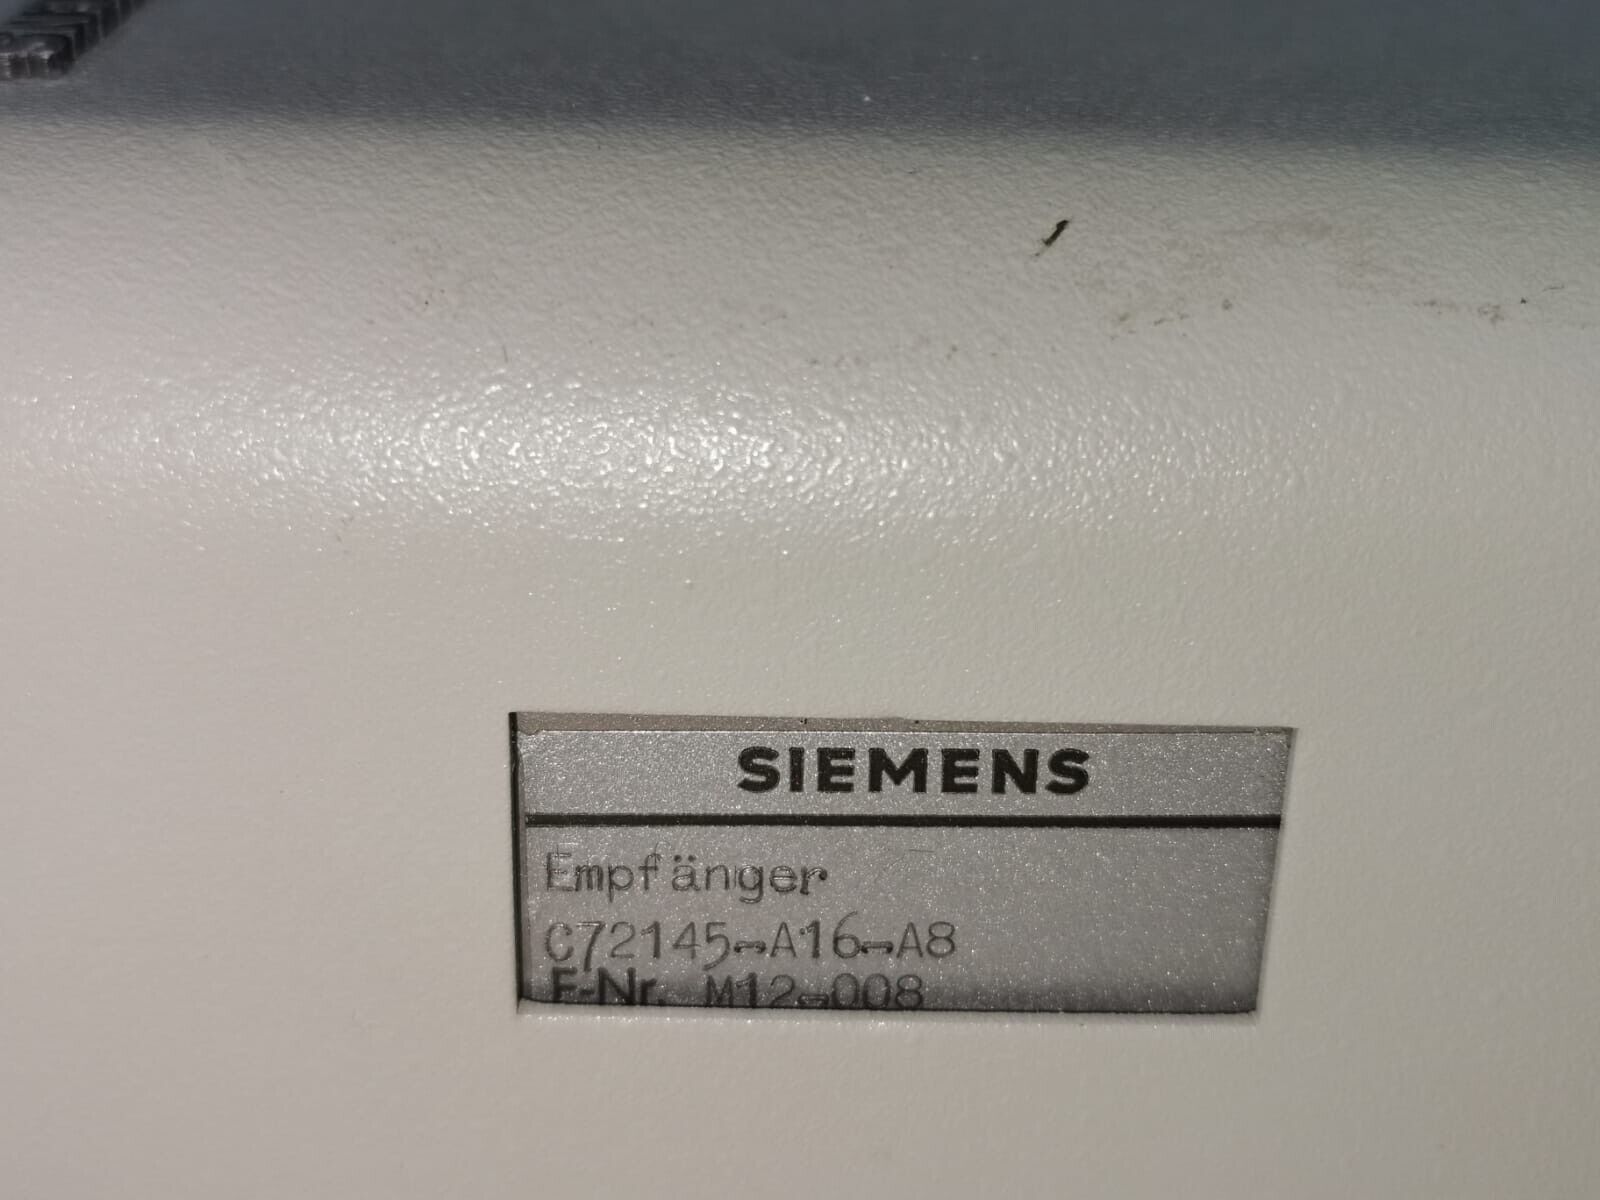 SIEMENS
Empfänger
C72145-A16-A8
F-Nr. M12-008